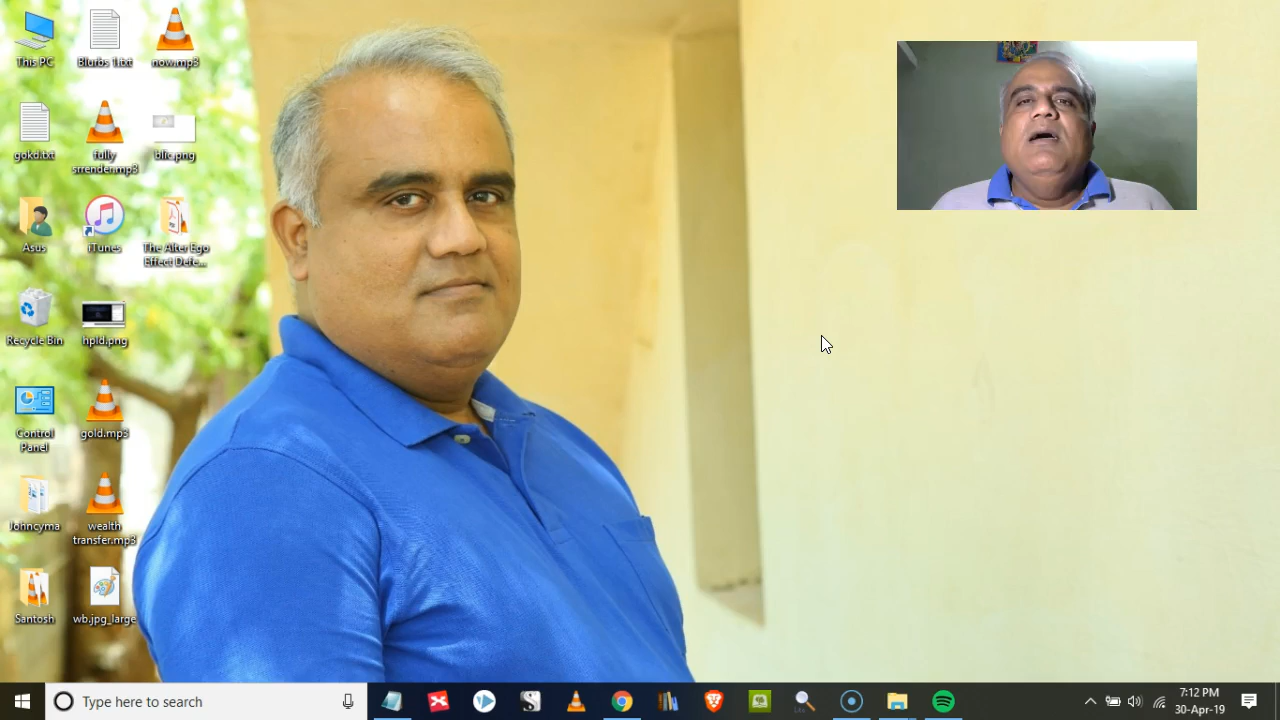 This PC
Blurbs 1.txt
now.mp3
gokd.txt
fully
srrender.mp3
blic.png
Asus
iTunes
The Alter Ego
Effect Defe...
Recycle Bin
hpld.png
Control
Panel
gold.mp3
Johncyma
wealth
transfer.mp3
Santosh
wb.jpg_large
Type here to search
7:12 PM
30-Apr-19